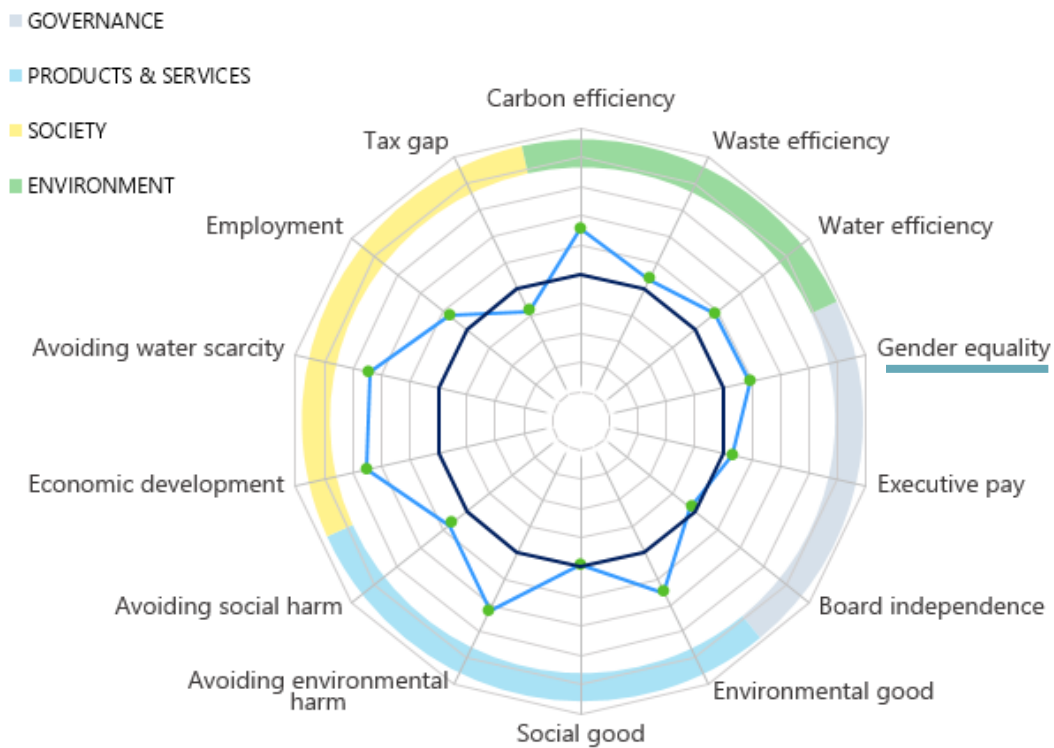 GOVERNANCE
PRODUCTS & SERVICES
SOCIETY
ENVIRONMENT
Carbon efficiency
Tax gap
Waste efficiency
Employment
Water efficiency
Avoiding water scarcity
Gender equality
Economic development
Executive pay
Avoiding social harm
Board independence
Avoiding environmental
harm
Environmental good
Social good